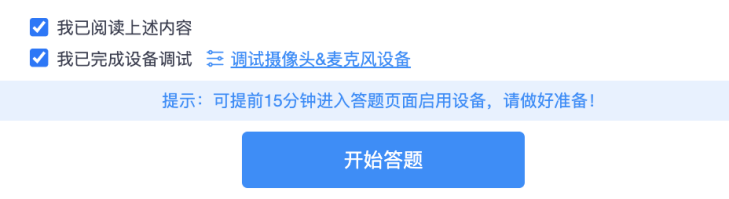 我已阅读上述内容
我已完成设备调试 调试摄像头&麦克风设备
提示：可提前15分钟进入答题页面启用设备，请做好准备！
开始答题